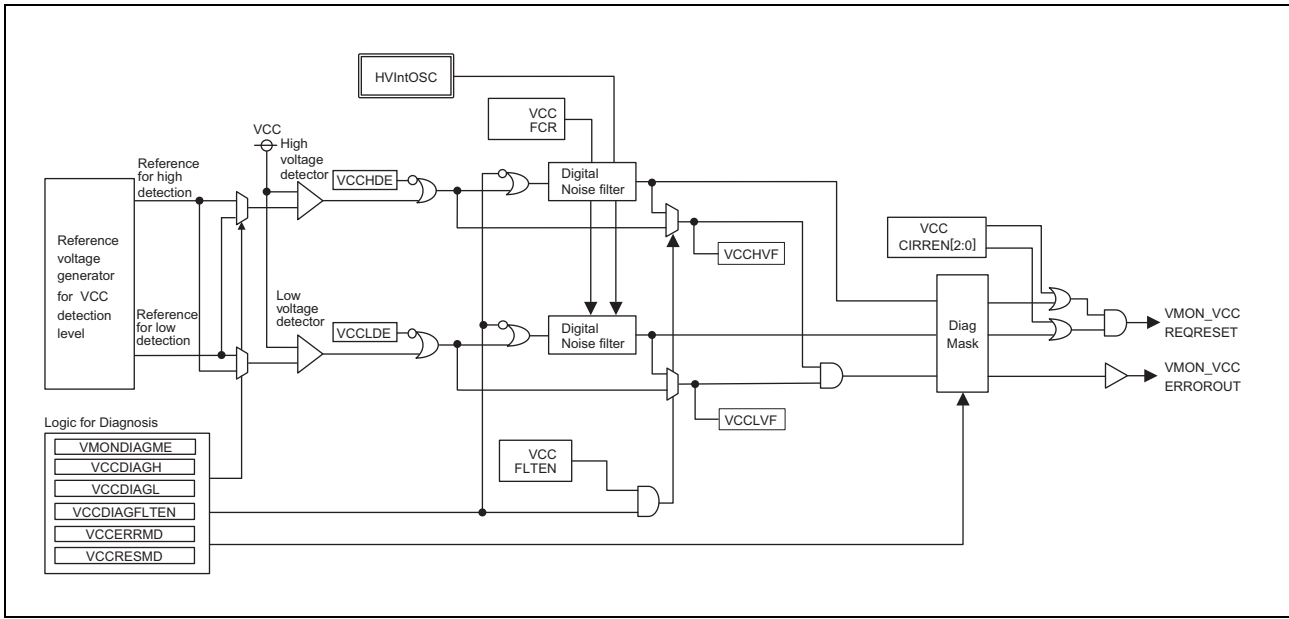 HVIntOSC
VCC
FCR
VCC
High
voltage
detector
Reference
for high
detection
VCCHDE
Digital
Noise filter
VCC
CIRREN[2:0]
Reference
voltage
generator
for VCC
detection
level
VCCHVF
Reference
for low
detection
Low
voltage
detector
VCCLDE
Digital
Noise filter
Diag
Mask
VMON_VCC
REQRESET
VMON_VCC
ERROROUT
VCCLVF
Logic for Diagnosis
VMONDIAGME
VCCDIAGH
VCCDIAGL
VCCDIAGFLTEN
VCCERRMD
VCCRESMD
VCC
FLTEN